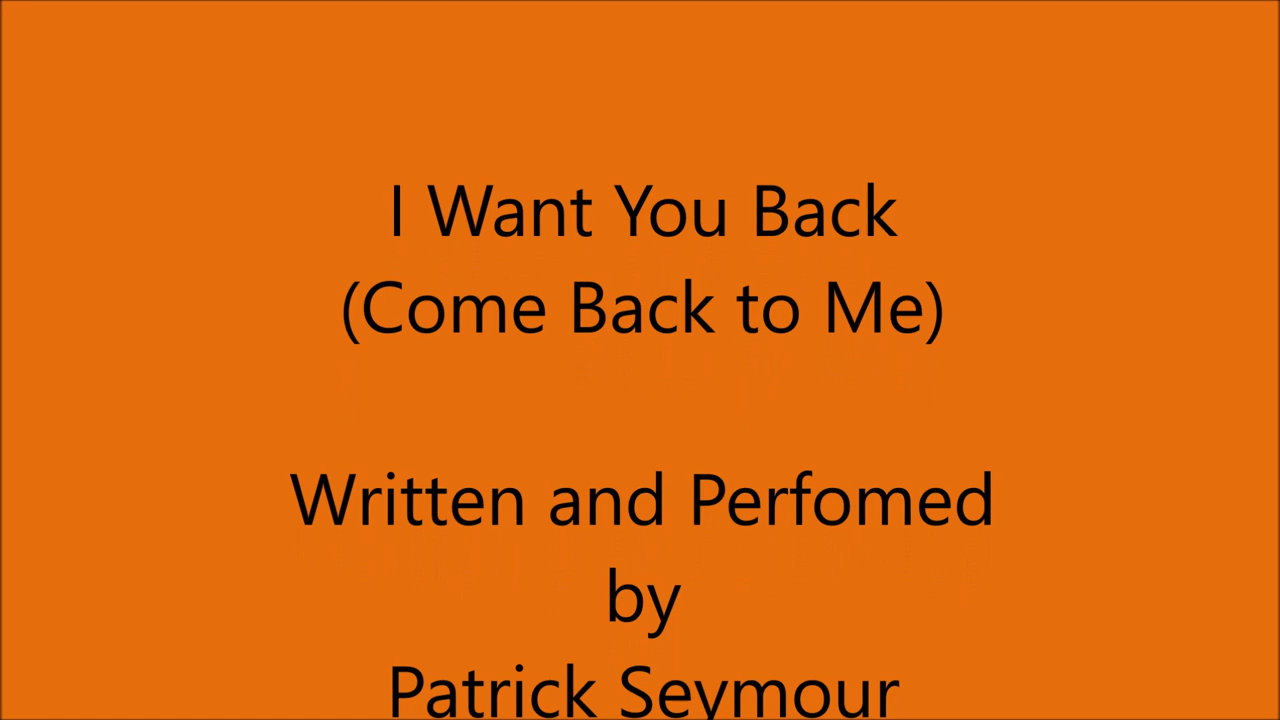 I Want You Back
(Come Back to Me)
Written and Perfomed
by
Patrick Seymour